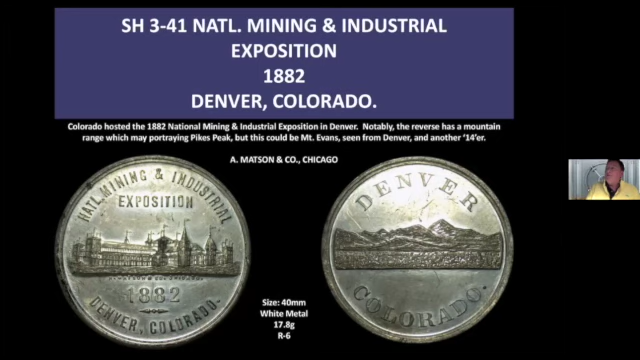 SH 3-41 NATL. MINING & INDUSTRIAL
EXPOSITION
1882
DENVER, COLORADO.
Colorado hosted the 1882 National Mining & Industrial Exposition in Denver.  Notably, the reverse has a mountain
range which may portraying Pikes Peak, but this could be Mt. Evans, seen from Denver, and another ‘14’er.
A. MATSON & CO., CHICAGO
NATL. MINING & INDUSTRIAL
EXPOSITION
1882
DENVER, COLORADO.
DENVER
COLORADO.
Size: 40mm
White Metal
17.8g
R-6